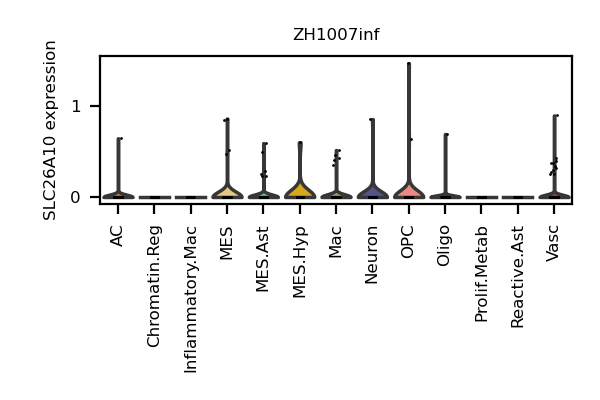 ZH1007inf
SLC26A10 expression
1
0
AC
Chromatin.Reg
Inflammatory.Mac
MES
MES.Ast
MES.Hyp
Mac
Neuron
OPC
Oligo
Prolif.Metab
Reactive.Ast
Vasc